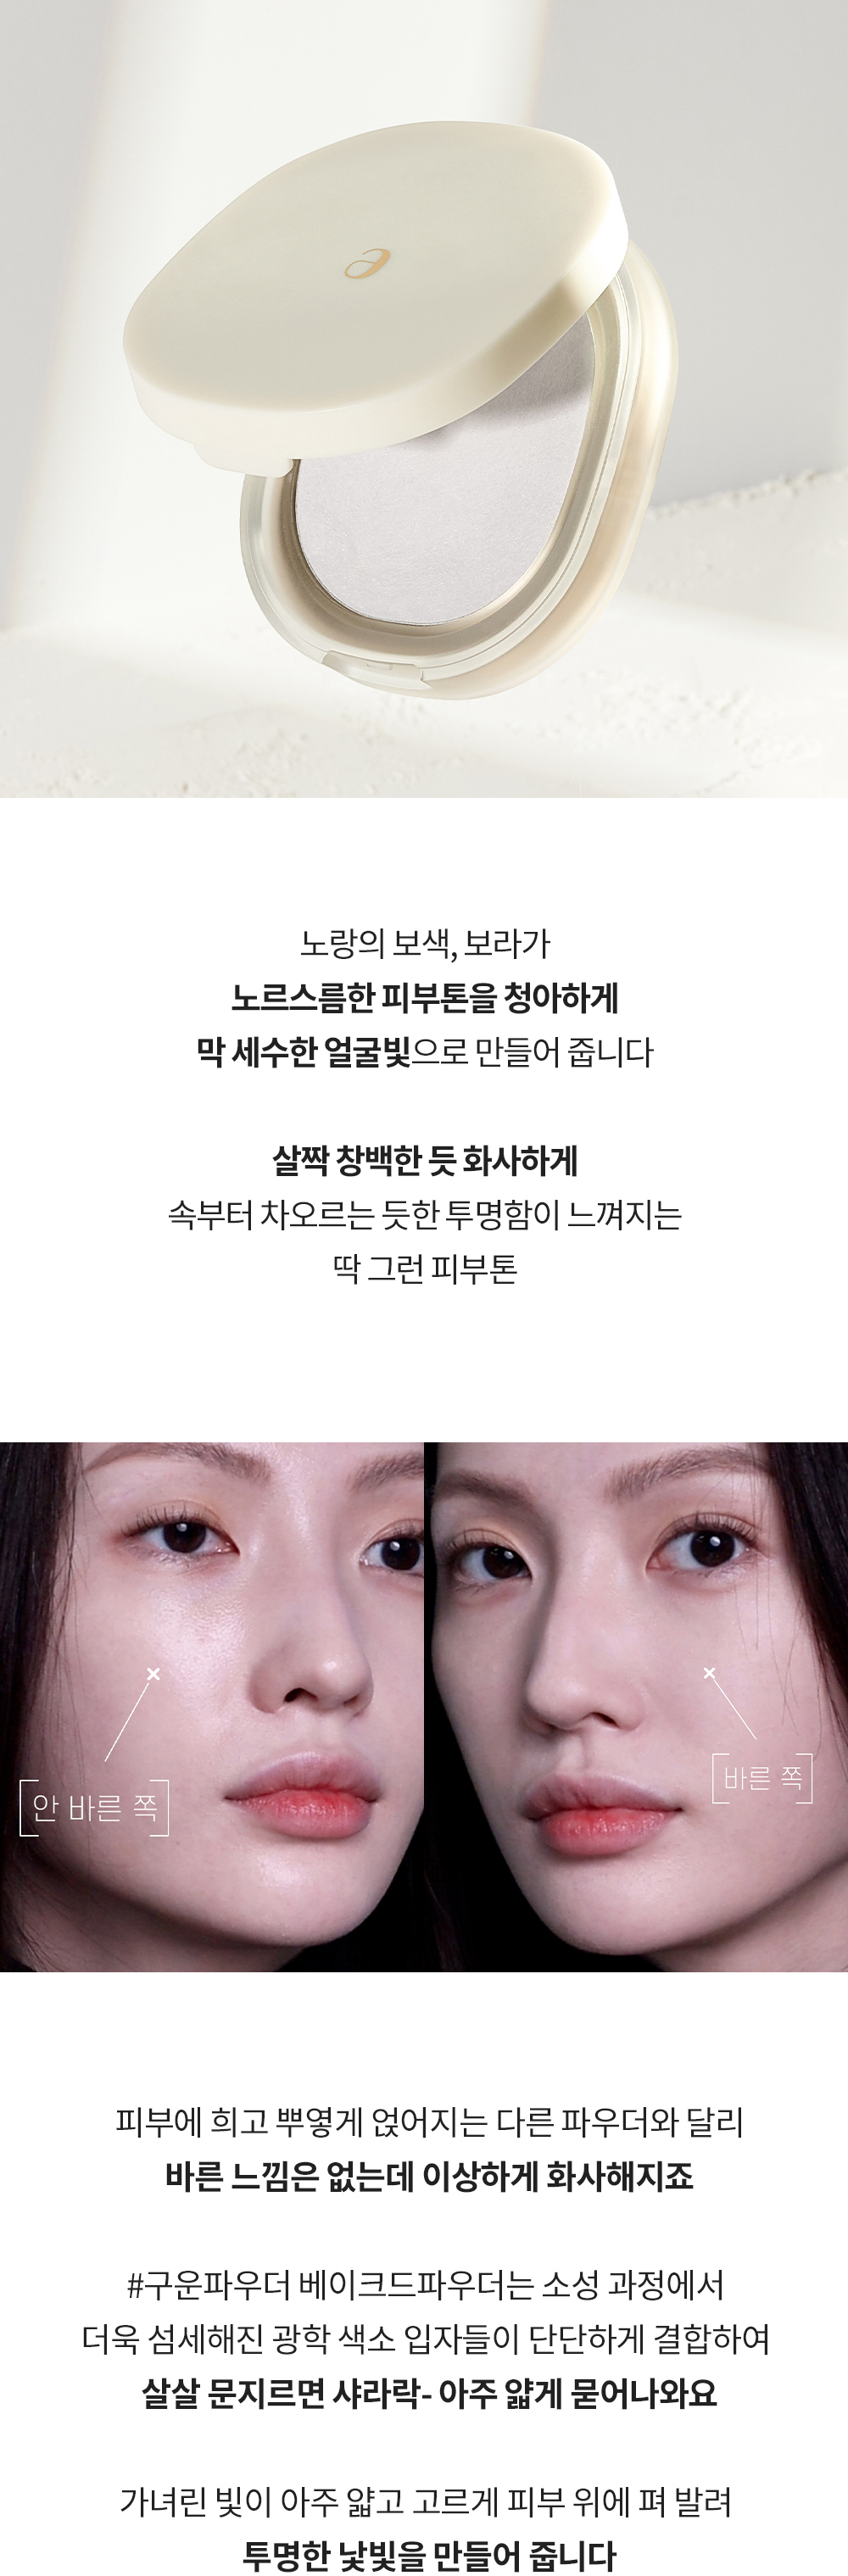 노랑의 보색, 보라가
노르스름한 피부톤을 청아하게
막 세수한 얼굴빛으로 만들어 줍니다
살짝 창백한 듯 화사하게
속부터 차오르는 듯한 투명함이 느껴지는
딱 그런 피부톤
안 바른 쪽
바른 쪽
피부에 희고 뿌옇게 얹어지는 다른 파우더와 달리
바른 느낌은 없는데 이상하게 화사해지죠
#구운파우더 베이크드파우더는 소성 과정에서
더욱 섬세해진 광학 색소 입자들이 단단하게 결합하여
살살 문지르면 샤라락- 아주 얇게 묻어나와요
가녀린 빛이 아주 얇고 고르게 피부 위에 펴 발려
투명한 낯빛을 만들어 줍니다